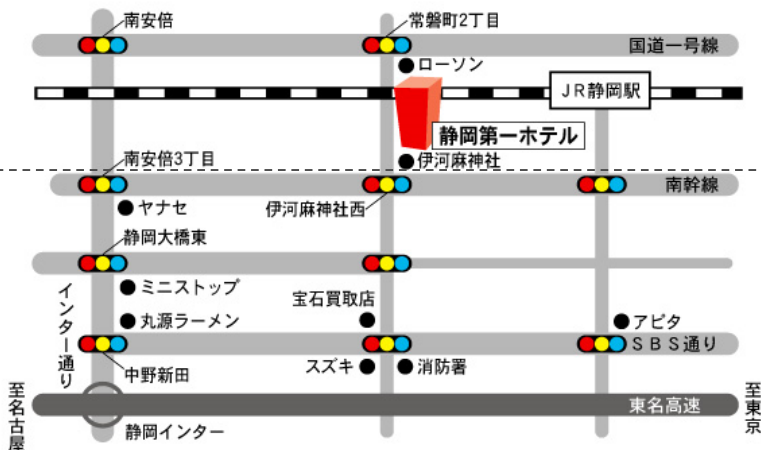 南安倍
常磐町2丁目
国道一号線
ローソン
JR静岡駅
静岡第一ホテル
南安倍3丁目
伊河麻神社
南幹線
ヤナセ
伊河麻神社西
静岡大橋東
ミニストップ
宝石買取店
インター通り
丸源ラーメン
アピタ
SBS通り
中野新田
スズキ
消防署
至名古屋
東名高速
至東京
静岡インター